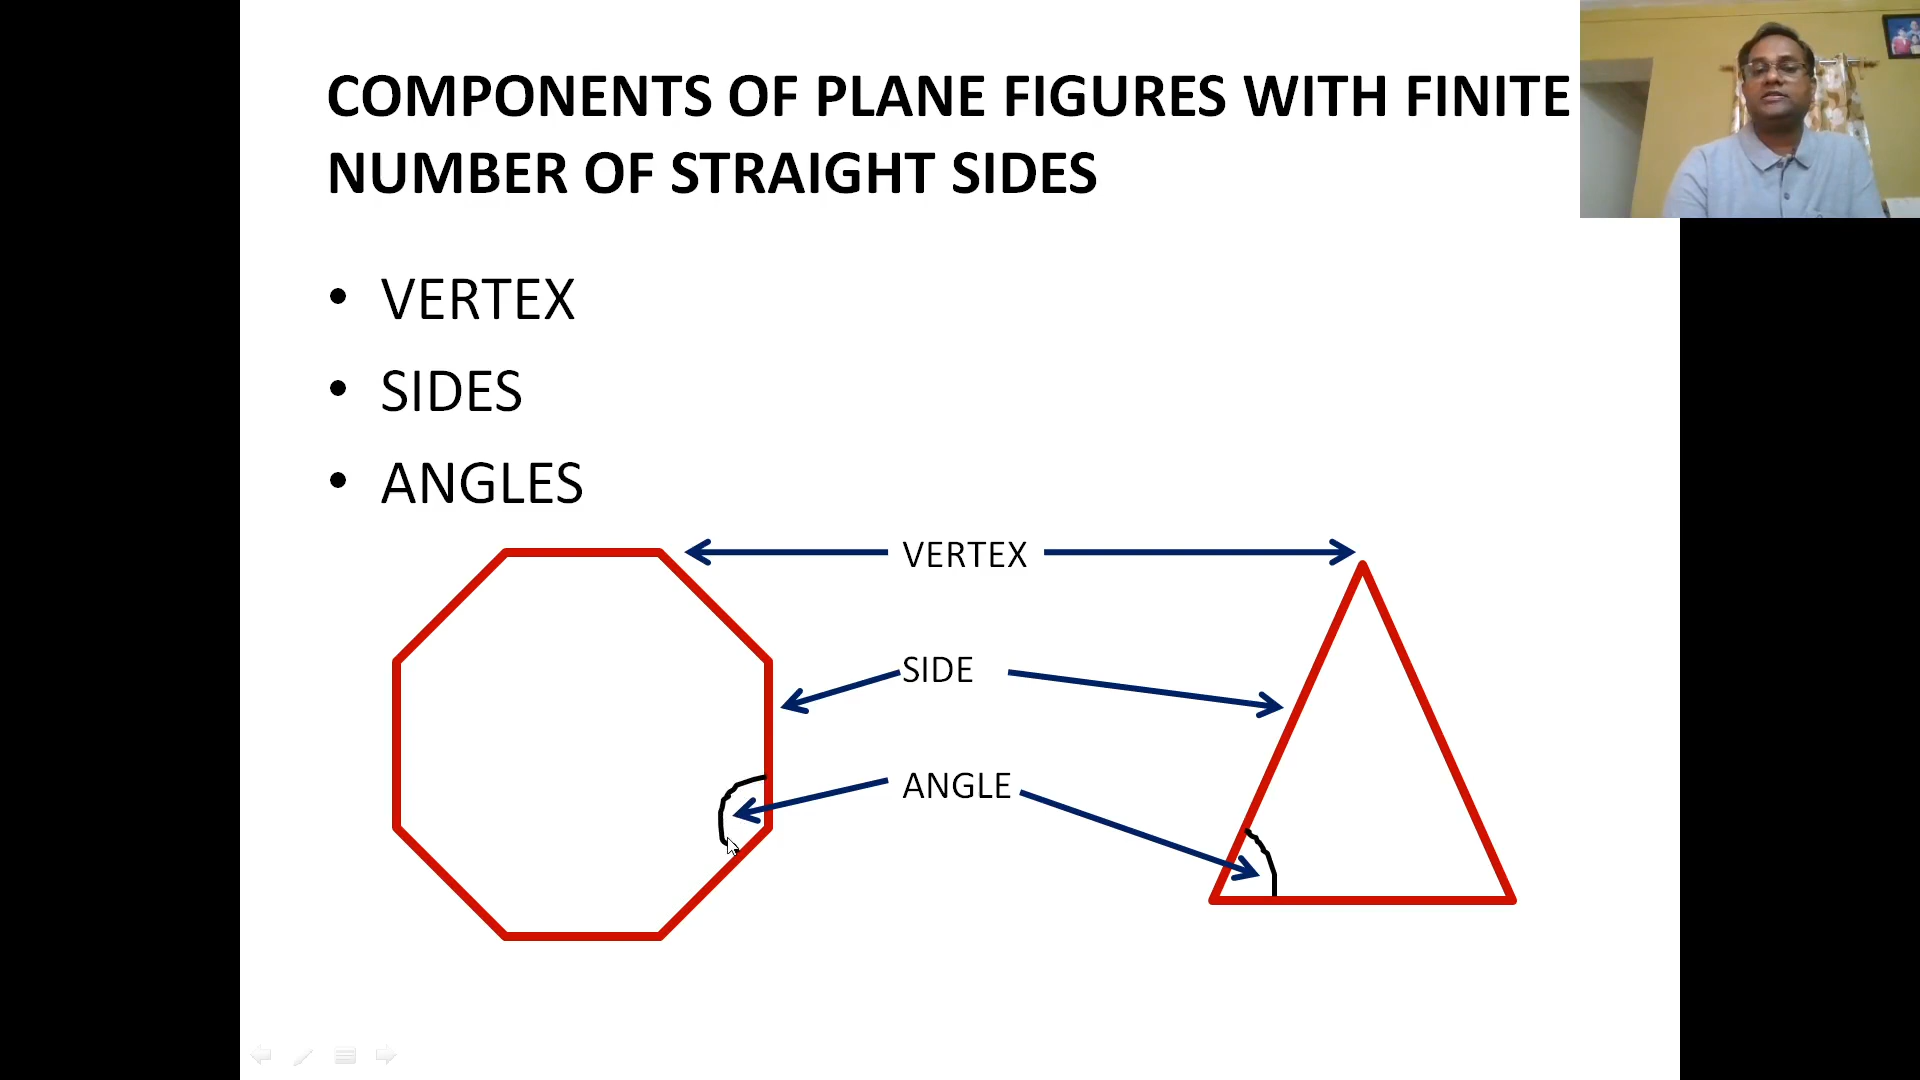 COMPONENTS OF PLANE FIGURES WITH FINITE
NUMBER OF STRAIGHT SIDES
• VERTEX
• SIDES
• ANGLES
VERTEX
SIDE
ANGLE